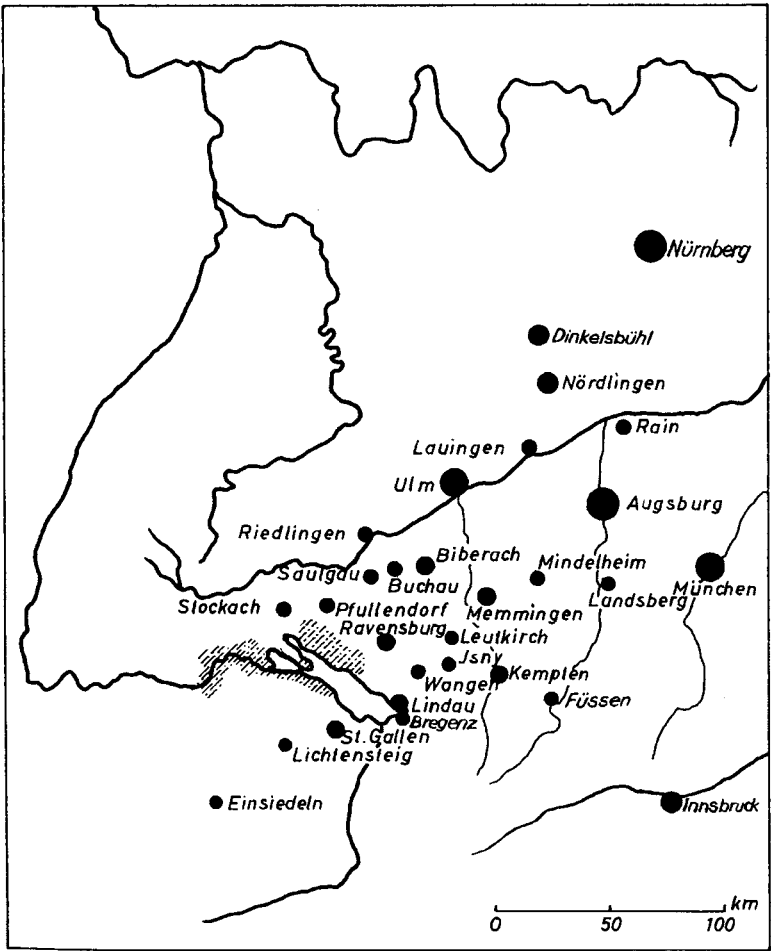 Nürnberg
Dinkelsbühl
Nördlingen
Rain
Lauingen
Ulm
Augsburg
Riedlingen
Biberach
Mindelheim
Saulgau
Buchau
München
Landsberg
Stockach
Pfullendorf
Memmingen
Ravensburg
Leutkirch
Jsny
Wangen
Kempten
Füssen
Lindau
Bregenz
St. Gallen
Lichtensteig
Einsiedeln
Innsbruck
km
0 50 100